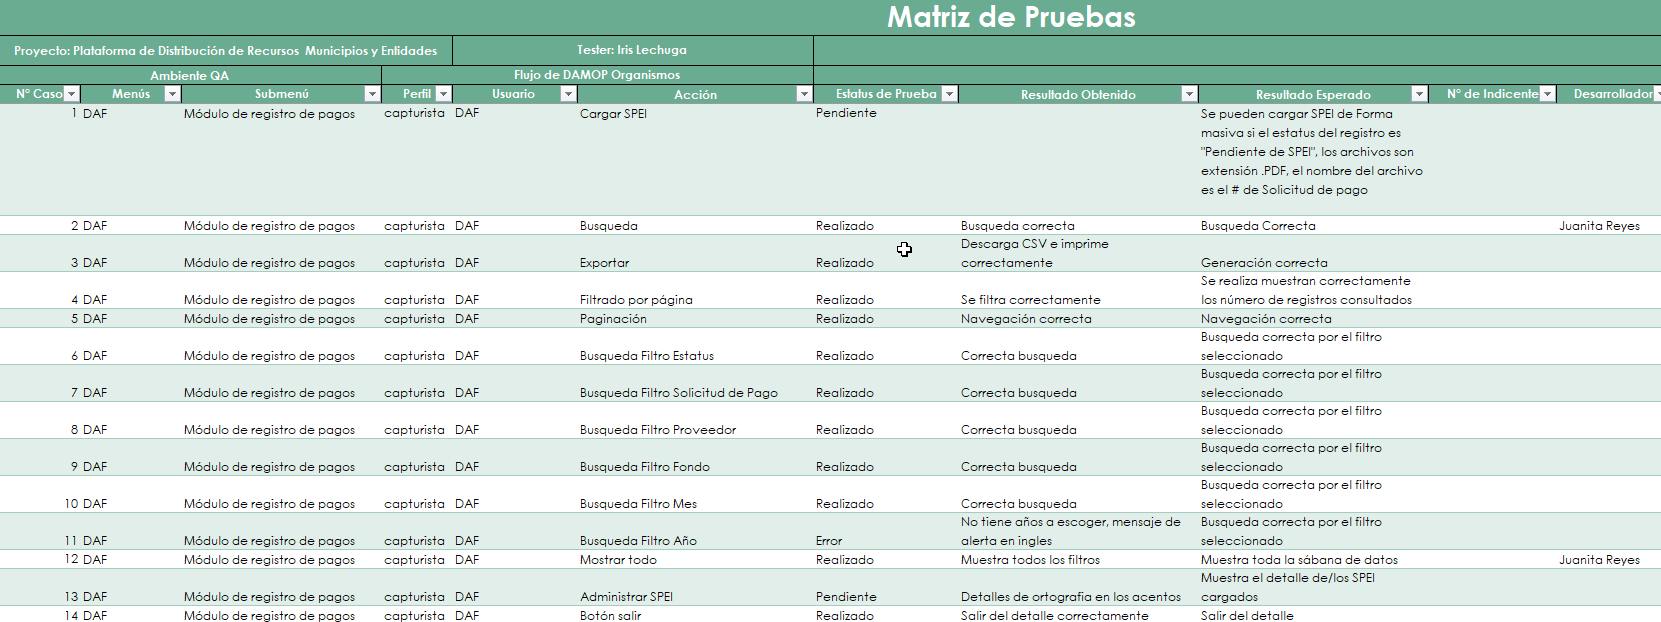 Matriz de Pruebas
Proyecto: Plataforma de Distribución de Recursos Municipios y Entidades Tester: Iris Lechuga
Ambiente QA Flujo de DAMOP Organismos
N° Caso Menús Submenú Perfil Usuario Acción Estatus de Prueba Resultado Obtenido Resultado Esperado N° de Indicente Desarrollador
1 DAF Módulo de registro de pagos capturista DAF Cargar SPEI Pendiente Se pueden cargar SPEI de Forma
masiva si el estatus del registro es
"Pendiente de SPEI", los archivos son
extensión .PDF, el nombre del archivo
es el # de Solicitud de pago
2 DAF Módulo de registro de pagos capturista DAF Busqueda Realizado Busqueda correcta Busqueda Correcta Juanita Reyes
Descarga CSV e imprime
3 DAF Módulo de registro de pagos capturista DAF Exportar Realizado correctamente Generación correcta
Se realiza muestran correctamente
4 DAF Módulo de registro de pagos capturista DAF Filtrado por página Realizado Se filtra correctamente los número de registros consultados
5 DAF Módulo de registro de pagos capturista DAF Paginación Realizado Navegación correcta Navegación correcta
Busqueda correcta por el filtro
6 DAF Módulo de registro de pagos capturista DAF Busqueda Filtro Estatus Realizado Correcta busqueda seleccionado
Busqueda correcta por el filtro
7 DAF Módulo de registro de pagos capturista DAF Busqueda Filtro Solicitud de Pago Realizado Correcta busqueda seleccionado
Busqueda correcta por el filtro
8 DAF Módulo de registro de pagos capturista DAF Busqueda Filtro Proveedor Realizado Correcta busqueda seleccionado
Busqueda correcta por el filtro
9 DAF Módulo de registro de pagos capturista DAF Busqueda Filtro Fondo Realizado Correcta busqueda seleccionado
Busqueda correcta por el filtro
10 DAF Módulo de registro de pagos capturista DAF Busqueda Filtro Mes Realizado Correcta busqueda seleccionado
No tiene años a escoger, mensaje de Busqueda correcta por el filtro
11 DAF Módulo de registro de pagos capturista DAF Busqueda Filtro Año Error alerta en ingles seleccionado
12 DAF Módulo de registro de pagos capturista DAF Mostrar todo Realizado Muestra todos los filtros Muestra toda la sábana de datos Juanita Reyes
Muestra el detalle de/los SPEI
13 DAF Módulo de registro de pagos capturista DAF Administrar SPEI Pendiente Detalles de ortografia en los acentos cargados
14 DAF Módulo de registro de pagos capturista DAF Botón salir Realizado Salir del detalle correctamente Salir del detalle